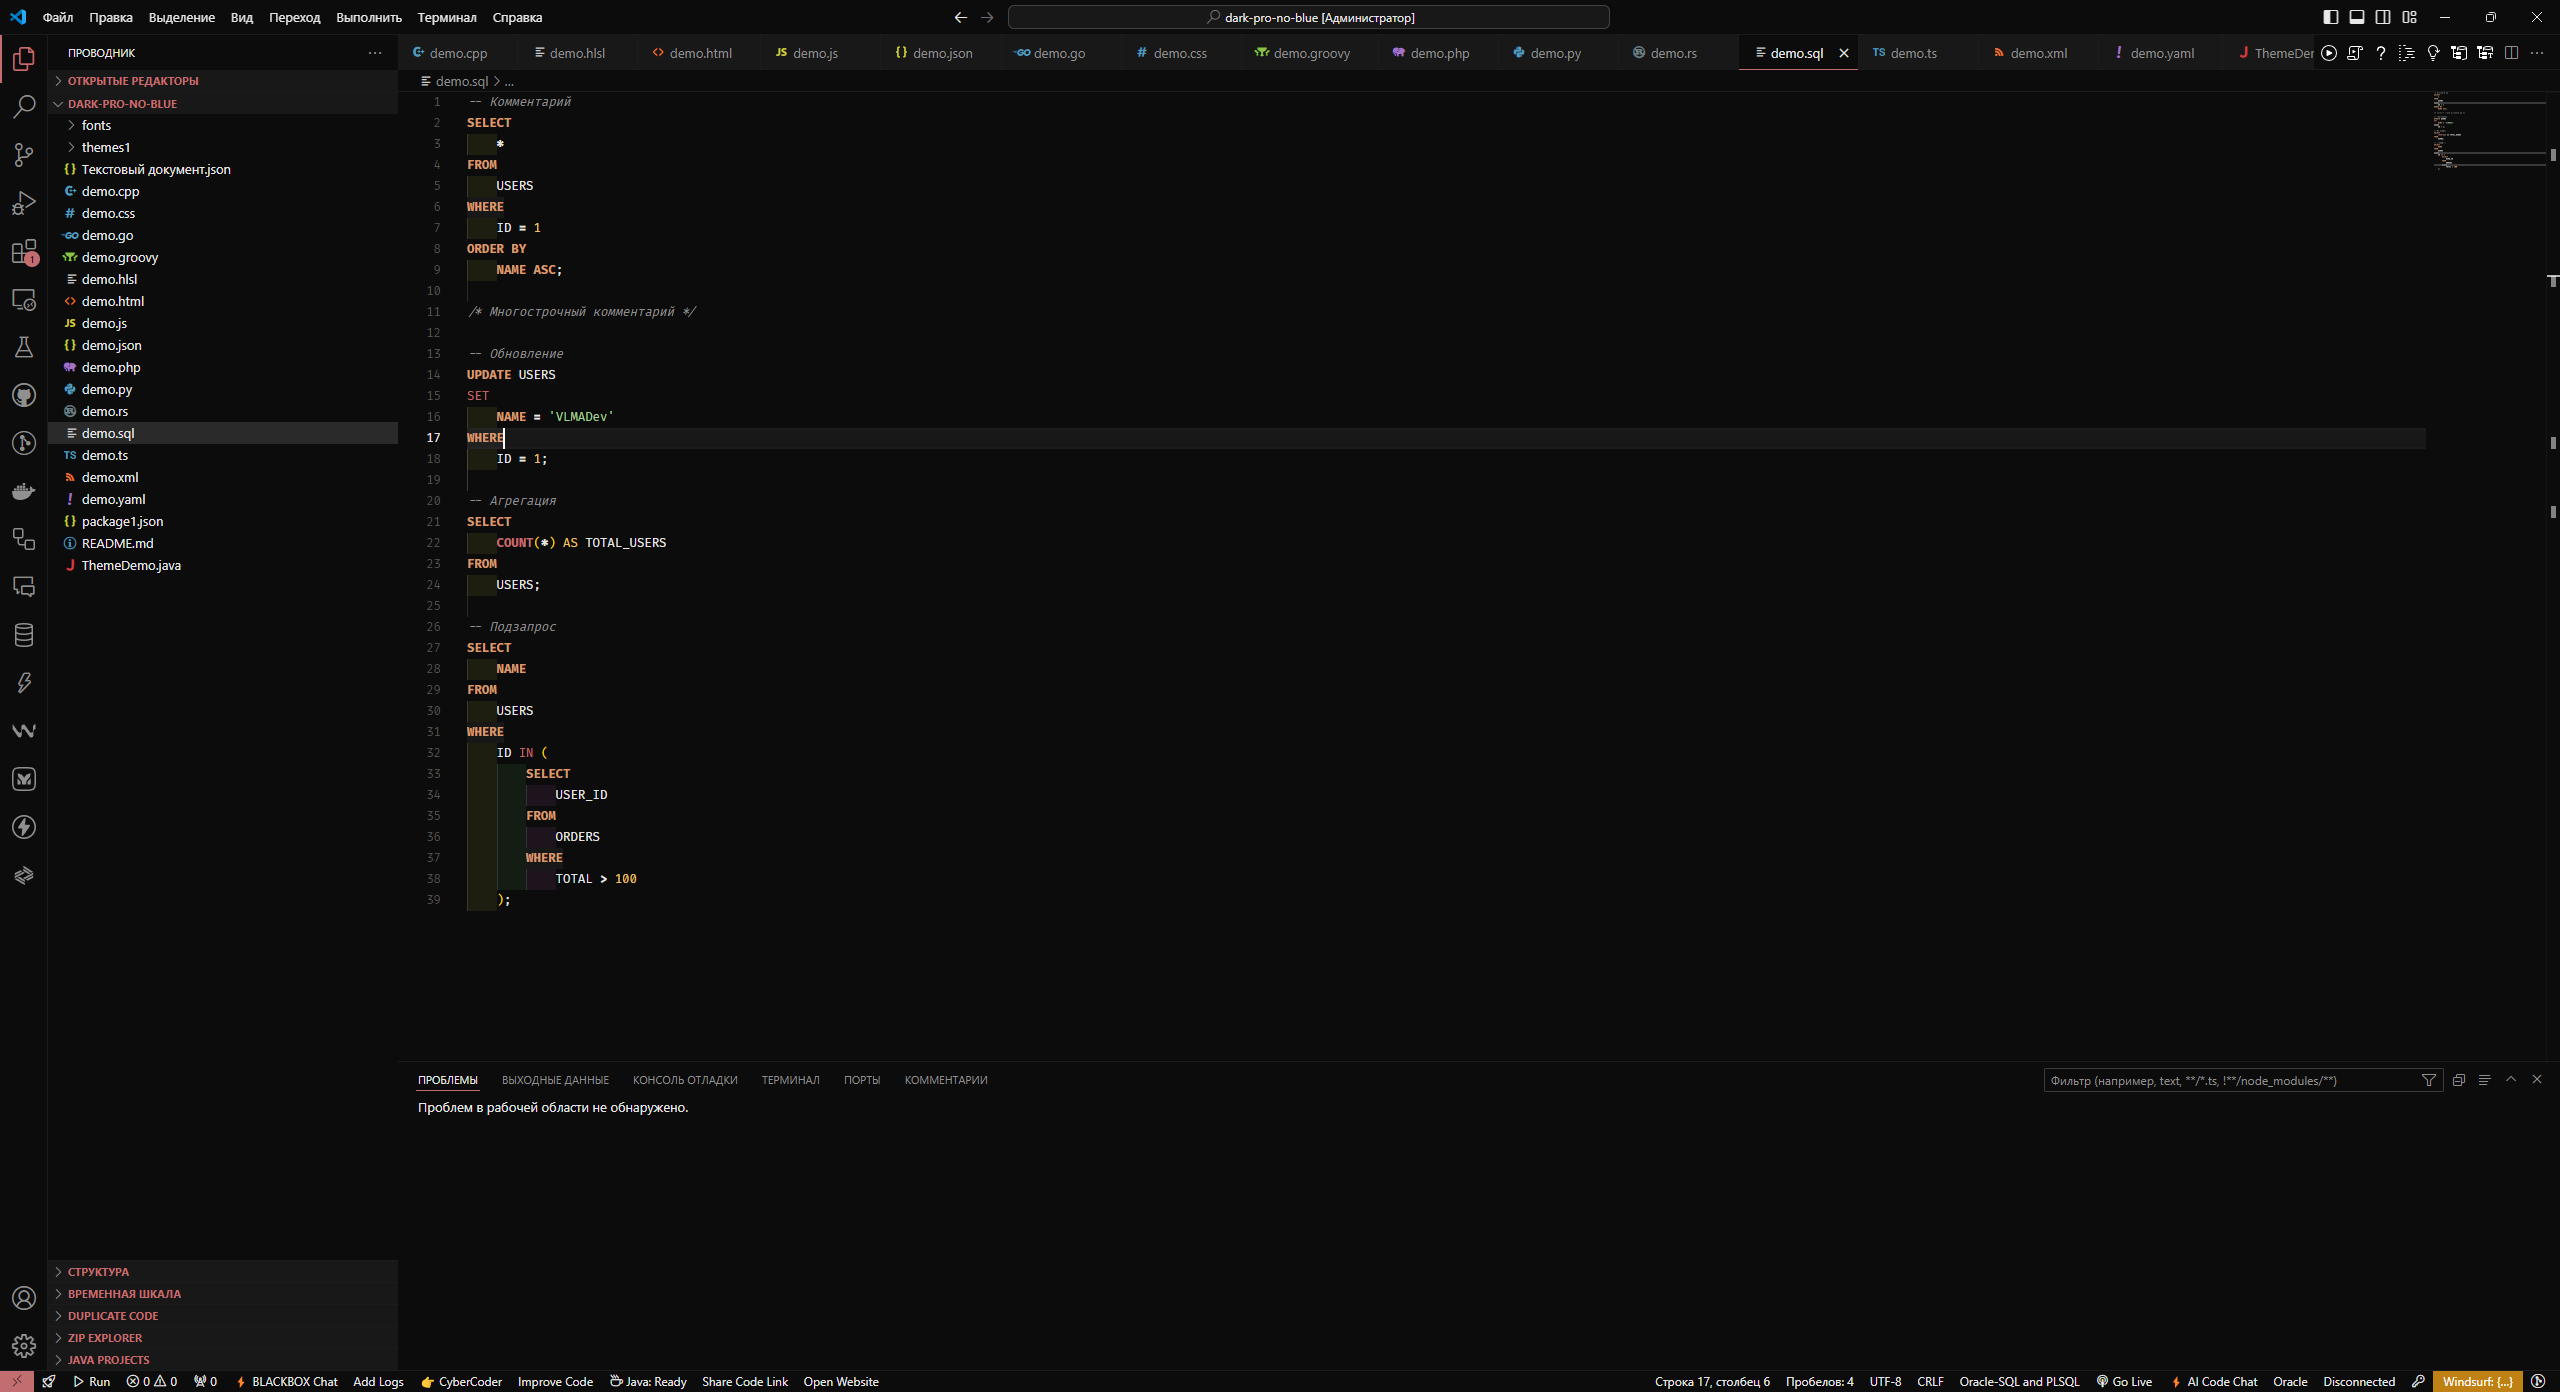 Файл Правка Выделение Вид Переход Выполнить Терминал Справка
dark-pro-no-blue [Администратор]
ПРОВОДНИК
ОТКРЫТЫЕ РЕДАКТОРЫ
DARK-PRO-NO-BLUE
fonts
themes1
Текстовый документ.json
demo.cpp
demo.css
demo.go
demo.groovy
demo.hlsl
demo.html
demo.js
demo.json
demo.php
demo.py
demo.rs
demo.sql
demo.ts
demo.xml
demo.yaml
package1.json
README.md
ThemeDemo.java
СТРУКТУРА
ВРЕМЕННАЯ ШКАЛА
DUPLICATE CODE
ZIP EXPLORER
JAVA PROJECTS
demo.cpp demo.hlsl demo.html demo.js demo.json demo.go demo.css demo.groovy demo.php demo.py demo.rs demo.sql demo.ts demo.xml demo.yaml ThemeDer
demo.sql > ...
1 -- Комментарий
2 SELECT
3 *
4 FROM
5 USERS
6 WHERE
7 ID = 1
8 ORDER BY
9 NAME ASC;
10
11 /* Многострочный комментарий */
12
13 -- Обновление
14 UPDATE USERS
15 SET
16 NAME = 'VLMADev'
17 WHERE
18 ID = 1;
19
20 -- Агрегация
21 SELECT
22 COUNT(*) AS TOTAL_USERS
23 FROM
24 USERS;
25
26 -- Подзапрос
27 SELECT
28 NAME
29 FROM
30 USERS
31 WHERE
32 ID IN (
33 SELECT
34 USER_ID
35 FROM
36 ORDERS
37 WHERE
38 TOTAL > 100
39 );
ПРОБЛЕМЫ ВЫХОДНЫЕ ДАННЫЕ КОНСОЛЬ ОТЛАДКИ ТЕРМИНАЛ ПОРТЫ КОММЕНТАРИИ
Фильтр (например, text, **/*.ts, !**/node_modules/**)
Проблем в рабочей области не обнаружено.
Run 0 0 0 BLACKBOX Chat Add Logs CyberCoder Improve Code Java: Ready Share Code Link Open Website
Строка 17, столбец 6 Пробелов: 4 UTF-8 CRLF Oracle-SQL and PLSQL Go Live AI Code Chat Oracle Disconnected Windsurf: {...}